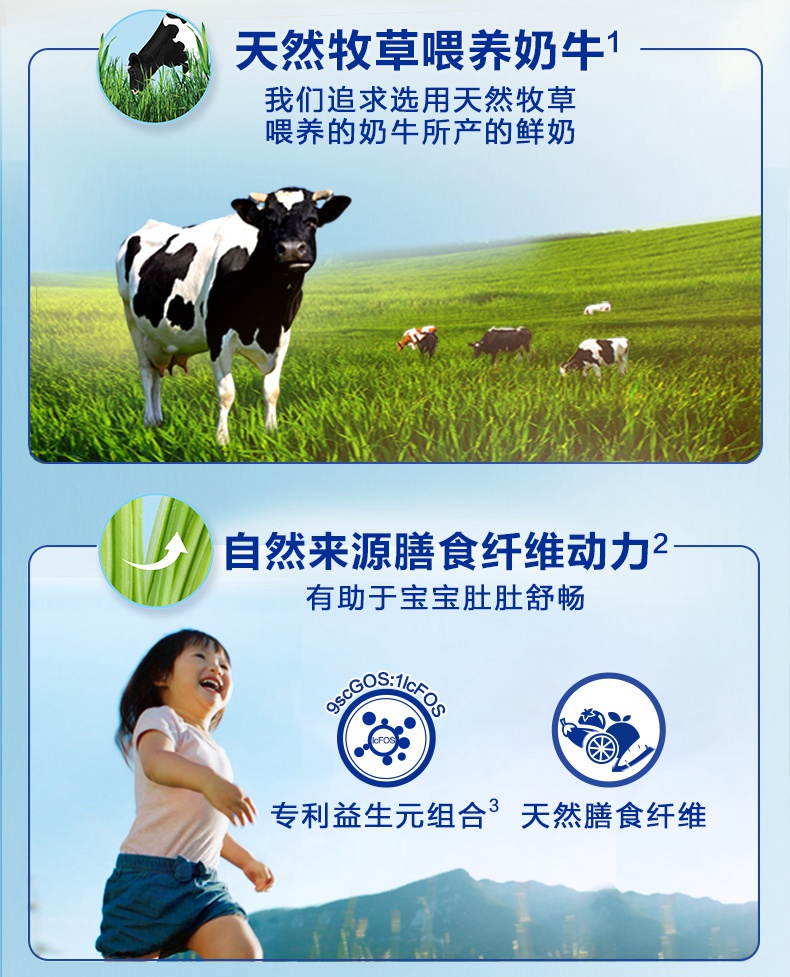 天然牧草喂养奶牛1
我们追求选用天然牧草
喂养的奶牛所产的鲜奶
自然来源膳食纤维动力2
有助于宝宝肚肚舒畅
9scGOS:1lcFOS
lcFOS
专利益生元组合3
天然膳食纤维